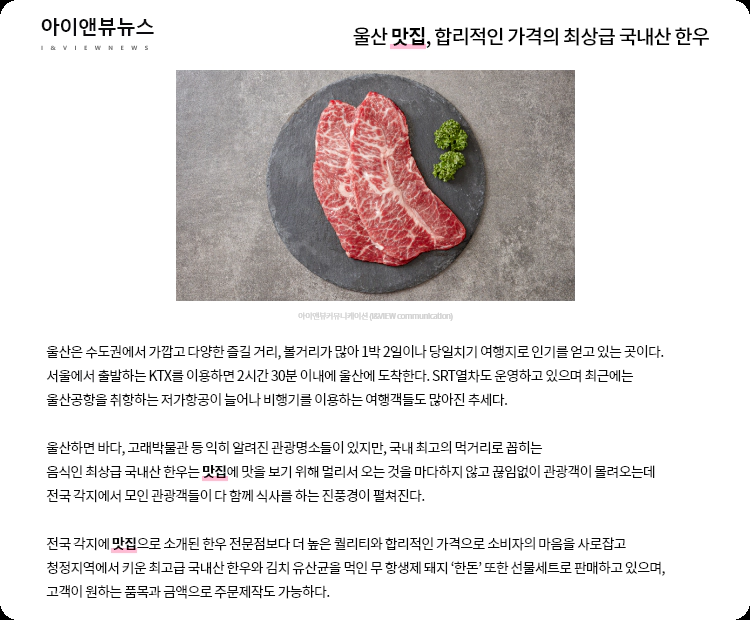 아이앤뷰뉴스
I & V I E W N E W S
울산 맛집, 합리적인 가격의 최상급 국내산 한우
아이앤뷰커뮤니케이션 (I&VIEW communication)
울산은 수도권에서 가깝고 다양한 즐길 거리, 볼거리가 많아 1박 2일이나 당일치기 여행지로 인기를 얻고 있는 곳이다.
서울에서 출발하는 KTX를 이용하면 2시간 30분 이내에 울산에 도착한다. SRT열차도 운영하고 있으며 최근에는
울산공항을 취항하는 저가항공이 늘어나 비행기를 이용하는 여행객들도 많아진 추세다.
울산하면 바다, 고래박물관 등 익히 알려진 관광명소들이 있지만, 국내 최고의 먹거리로 꼽히는
음식인 최상급 국내산 한우는 맛집에 맛을 보기 위해 멀리서 오는 것을 마다하지 않고 끊임없이 관광객이 몰려오는데
전국 각지에서 모인 관광객들이 다 함께 식사를 하는 진풍경이 펼쳐진다.
전국 각지에 맛집으로 소개된 한우 전문점보다 더 높은 퀄리티와 합리적인 가격으로 소비자의 마음을 사로잡고
청정지역에서 키운 최고급 국내산 한우와 김치 유산균을 먹인 무 항생제 돼지 ‘한돈’ 또한 선물세트로 판매하고 있으며,
고객이 원하는 품목과 금액으로 주문제작도 가능하다.